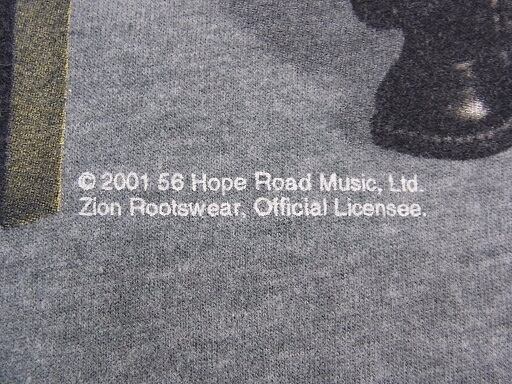 © 2001 56 Hope Road Music, Ltd.
Zion Rootswear, Official Licensee.